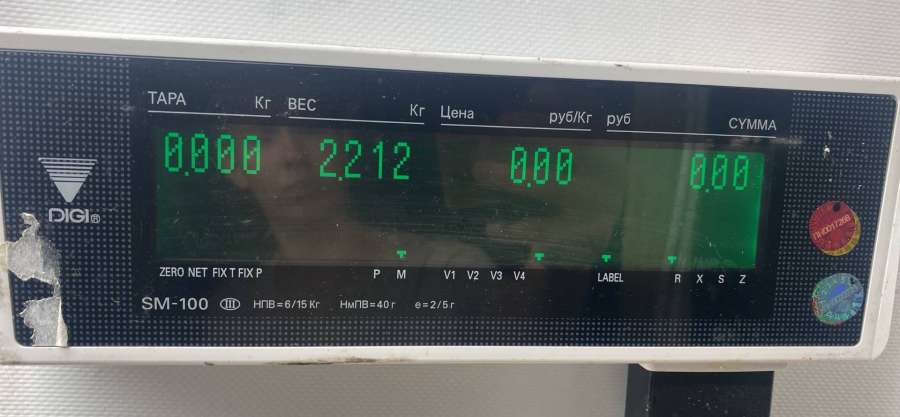 ТАРА Кг ВЕС Кг Цена руб/Кг руб СУММА
0.000 2.212 0.00 0.00
DIGI®
ZERO NET FIX T FIX P P M V1 V2 V3 V4 LABEL R X S Z
SM-100 III НПВ=6/15 Кг НмПВ=40 г e=2/5 г